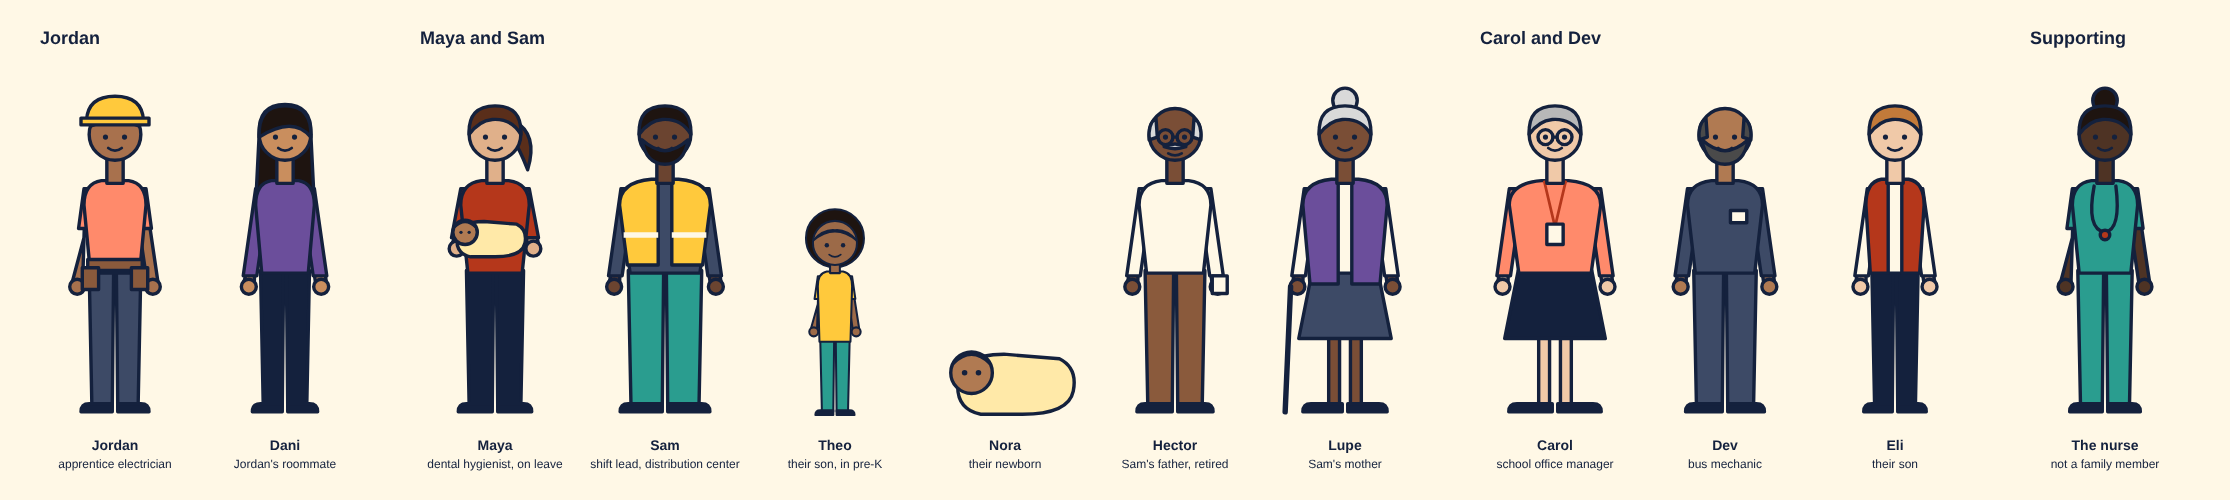 Jordan
Maya and Sam
Carol and Dev
Supporting
Jordan
apprentice electrician
Dani
Jordan's roommate
Maya
dental hygienist, on leave
Sam
shift lead, distribution center
Theo
their son, in pre-K
Nora
their newborn
Hector
Sam's father, retired
Lupe
Sam's mother
Carol
school office manager
Dev
bus mechanic
Eli
their son
The nurse
not a family member